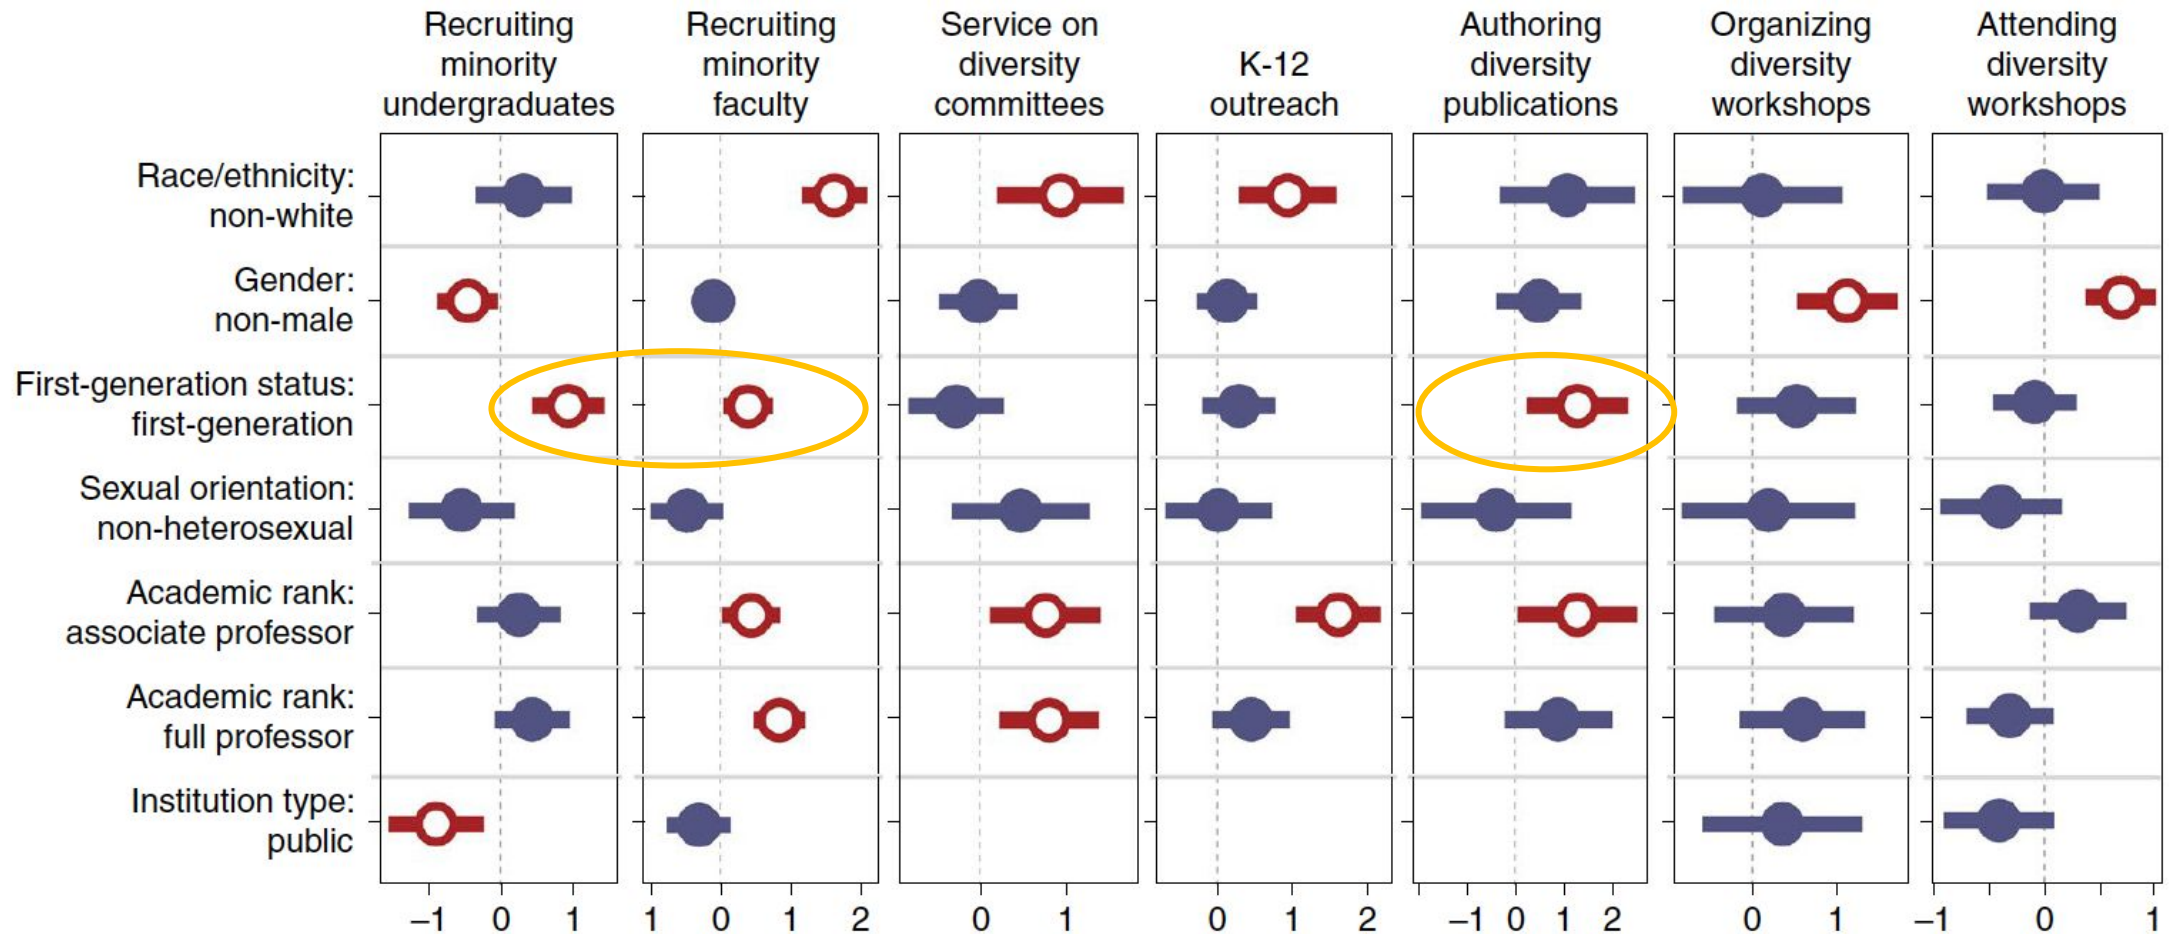 Recruiting
minority
undergraduates
Recruiting
minority
faculty
Service on
diversity
committees
K-12
outreach
Authoring
diversity
publications
Organizing
diversity
workshops
Attending
diversity
workshops
Race/ethnicity:
non-white
Gender:
non-male
First-generation status:
first-generation
Sexual orientation:
non-heterosexual
Academic rank:
associate professor
Academic rank:
full professor
Institution type:
public
–1 0 1
1 0 1 2
0 1
0 1 2
–1 0 1 2
0 1
–1 0 1